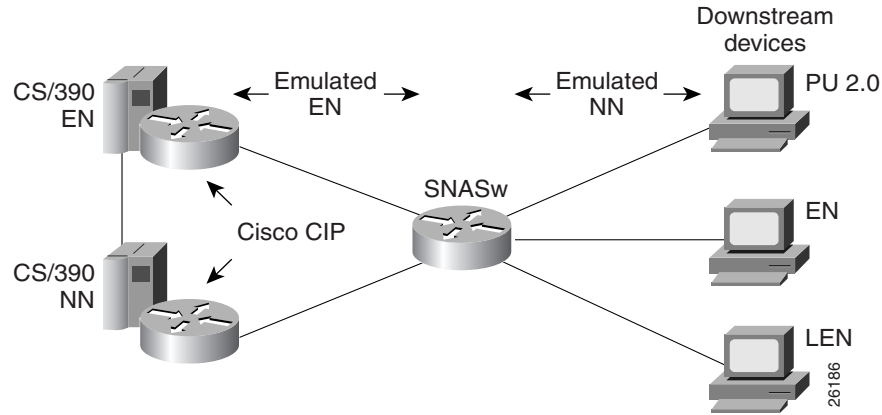 Downstream
devices
CS/390
EN
Emulated
EN
Emulated
NN
PU 2.0
SNASw
EN
Cisco CIP
CS/390
NN
LEN
26186